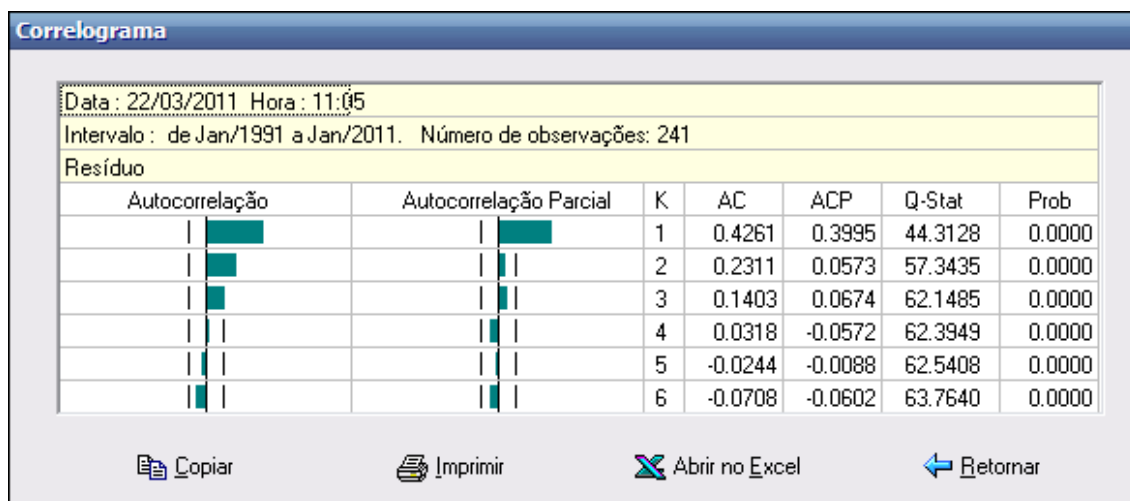 Correlograma
Data : 22/03/2011 Hora : 11:05
Intervalo : de Jan/1991 a Jan/2011. Número de observações: 241
Resíduo
Autocorrelação Autocorrelação Parcial K AC ACP Q-Stat Prob
1 0.4261 0.3995 44.3128 0.0000
2 0.2311 0.0573 57.3435 0.0000
3 0.1403 0.0674 62.1485 0.0000
4 0.0318 -0.0572 62.3949 0.0000
5 -0.0244 -0.0088 62.5408 0.0000
6 -0.0708 -0.0602 63.7640 0.0000
Copiar Imprimir Abrir no Excel Retornar